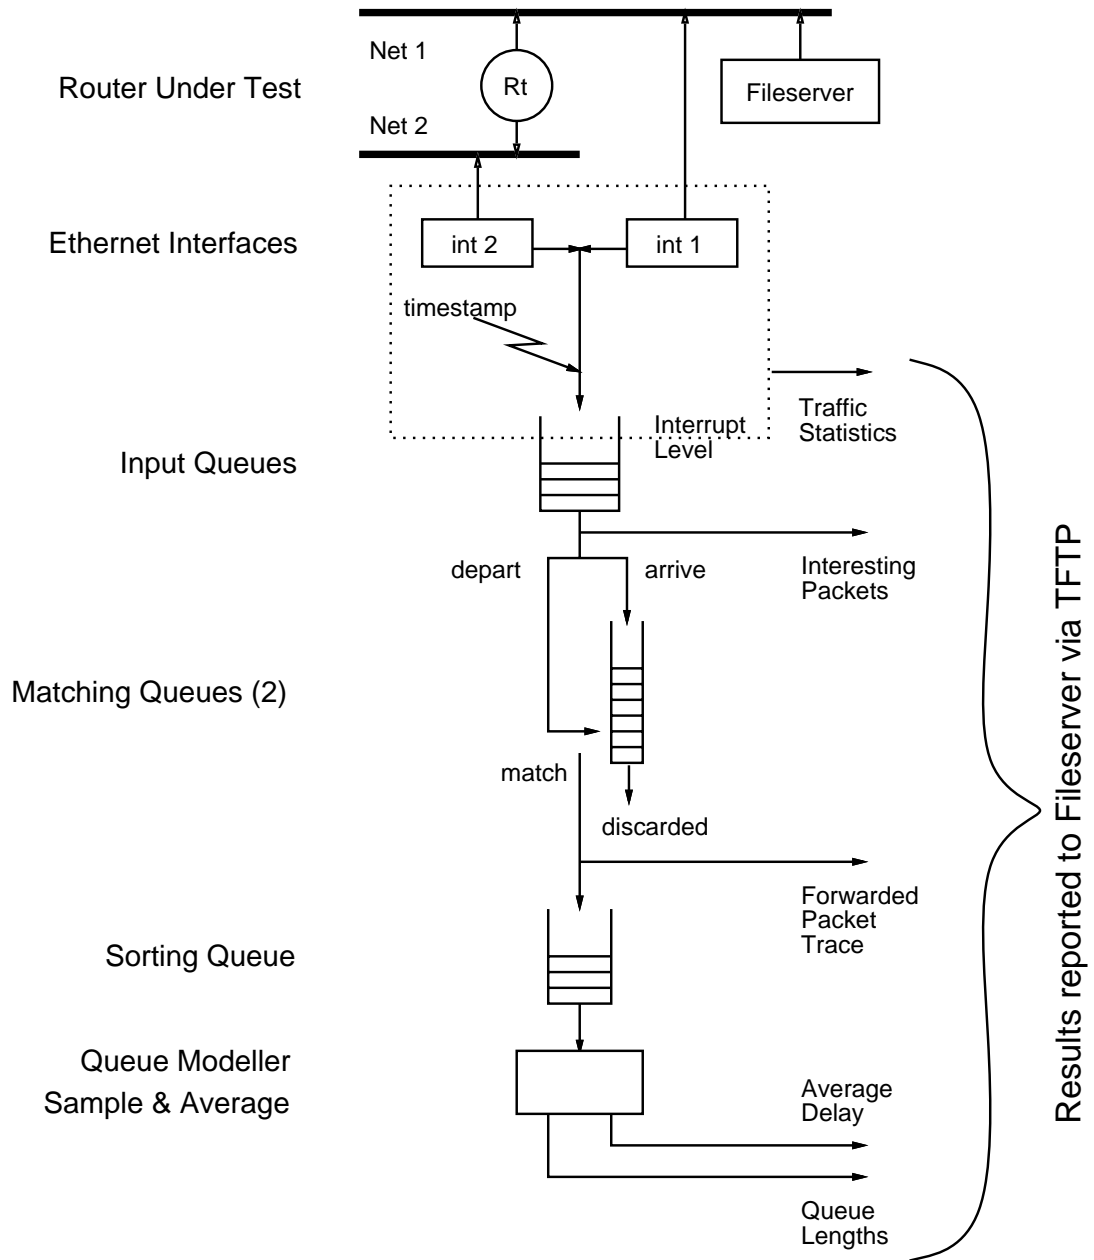 Net 1
Router Under Test
Rt
Fileserver
Net 2
Ethernet Interfaces
int 2
int 1
timestamp
Traffic
Statistics
Interrupt
Level
Input Queues
depart
arrive
Interesting
Packets
Matching Queues (2)
match
discarded
Forwarded
Packet
Trace
Sorting Queue
Queue Modeller
Sample & Average
Average
Delay
Queue
Lengths
Results reported to Fileserver via TFTP